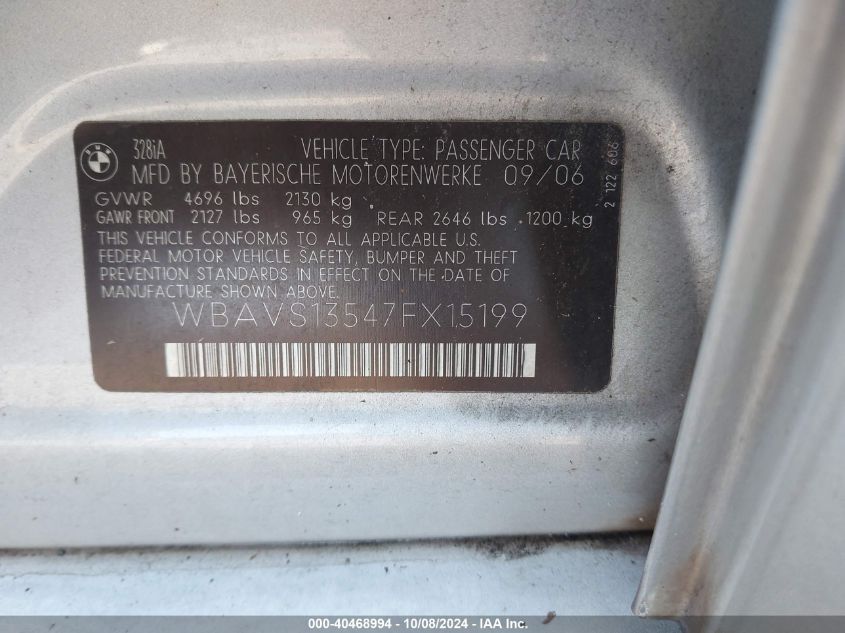 BMW
328iA VEHICLE TYPE: PASSENGER CAR
MFD BY BAYERISCHE MOTORENWERKE 09/06
GVWR 4696 lbs 2130 kg
GAWR FRONT 2127 lbs 965 kg REAR 2646 lbs 1200 kg
THIS VEHICLE CONFORMS TO ALL APPLICABLE U.S.
FEDERAL MOTOR VEHICLE SAFETY, BUMPER AND THEFT
PREVENTION STANDARDS IN EFFECT ON THE DATE OF
MANUFACTURE SHOWN ABOVE.
WBAVS13547FX15199
2 122 606
000-40468994 - 10/08/2024 - IAAI.COM